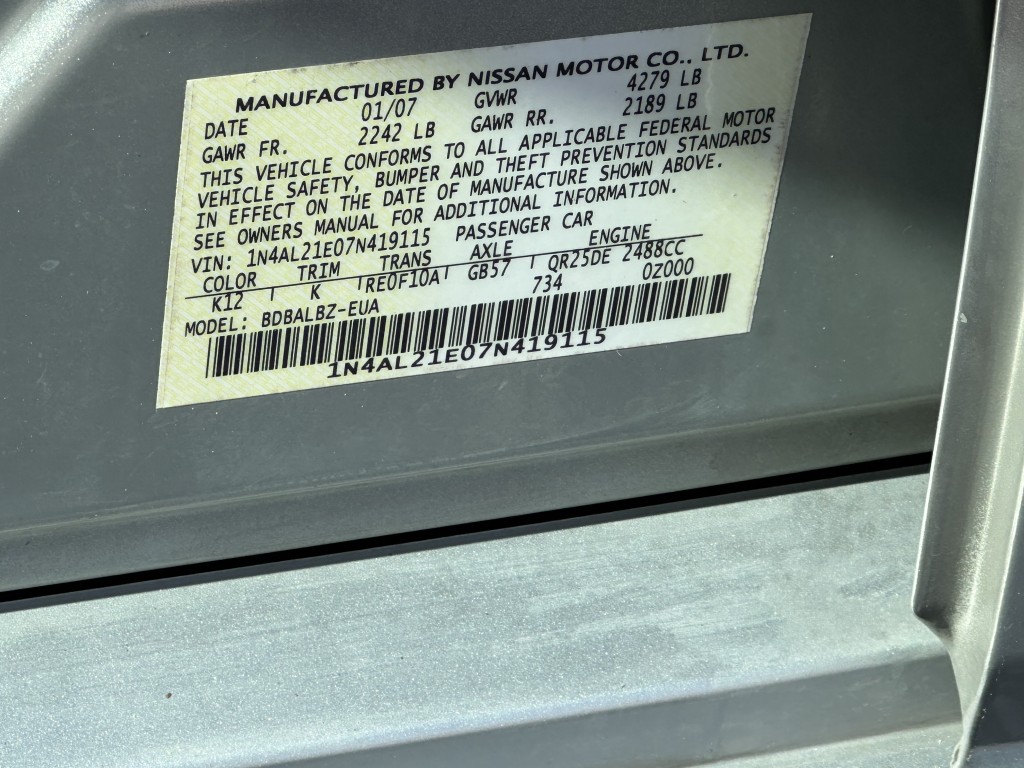 MANUFACTURED BY NISSAN MOTOR CO., LTD.
DATE 01/07 GVWR 4279 LB
GAWR FR. 2242 LB GAWR RR. 2189 LB
THIS VEHICLE CONFORMS TO ALL APPLICABLE FEDERAL MOTOR
VEHICLE SAFETY, BUMPER AND THEFT PREVENTION STANDARDS
IN EFFECT ON THE DATE OF MANUFACTURE SHOWN ABOVE.
SEE OWNERS MANUAL FOR ADDITIONAL INFORMATION.
VIN: 1N4AL21E07N419115 PASSENGER CAR
COLOR TRIM TRANS AXLE ENGINE
K12 K RE0F10A GB57 QR25DE 2488CC
MODEL: BDBALBZ-EUA 734 0Z000
1N4AL21E07N419115